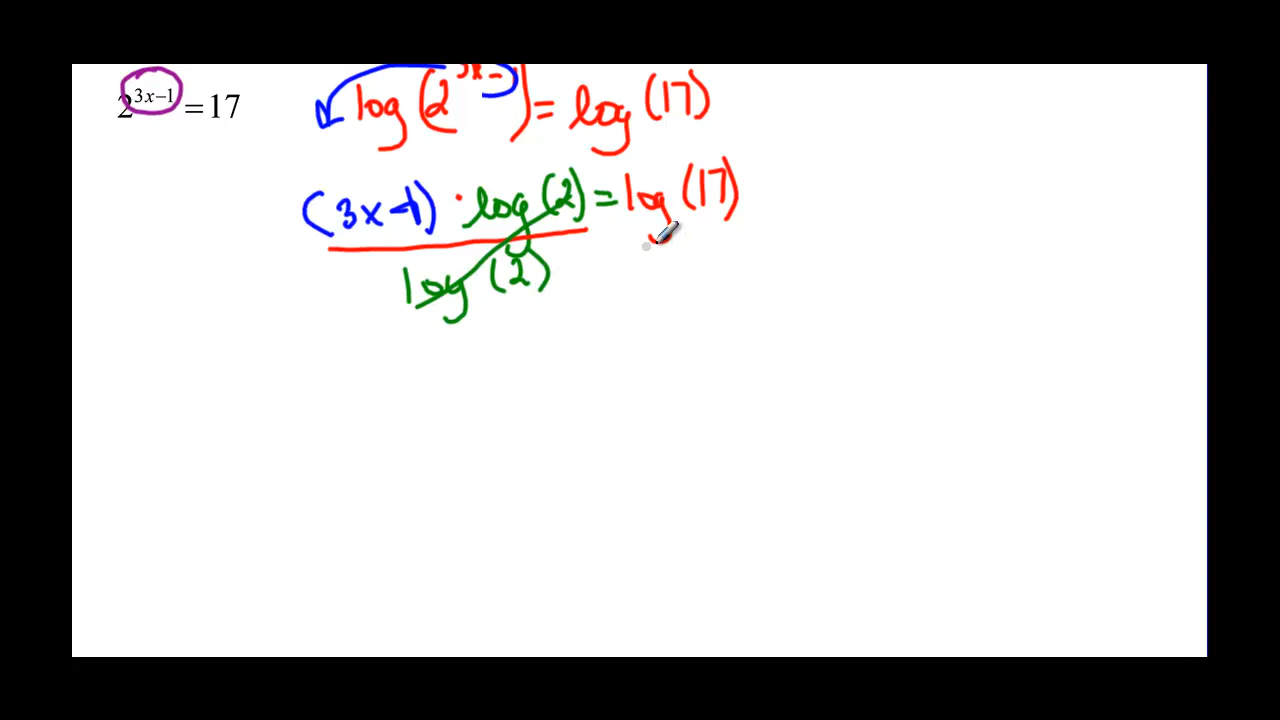 2^{3x-1} = 17
log(2^{3x-1}) = log(17)
(3x-1) · log(2) = log(17)
log(2)